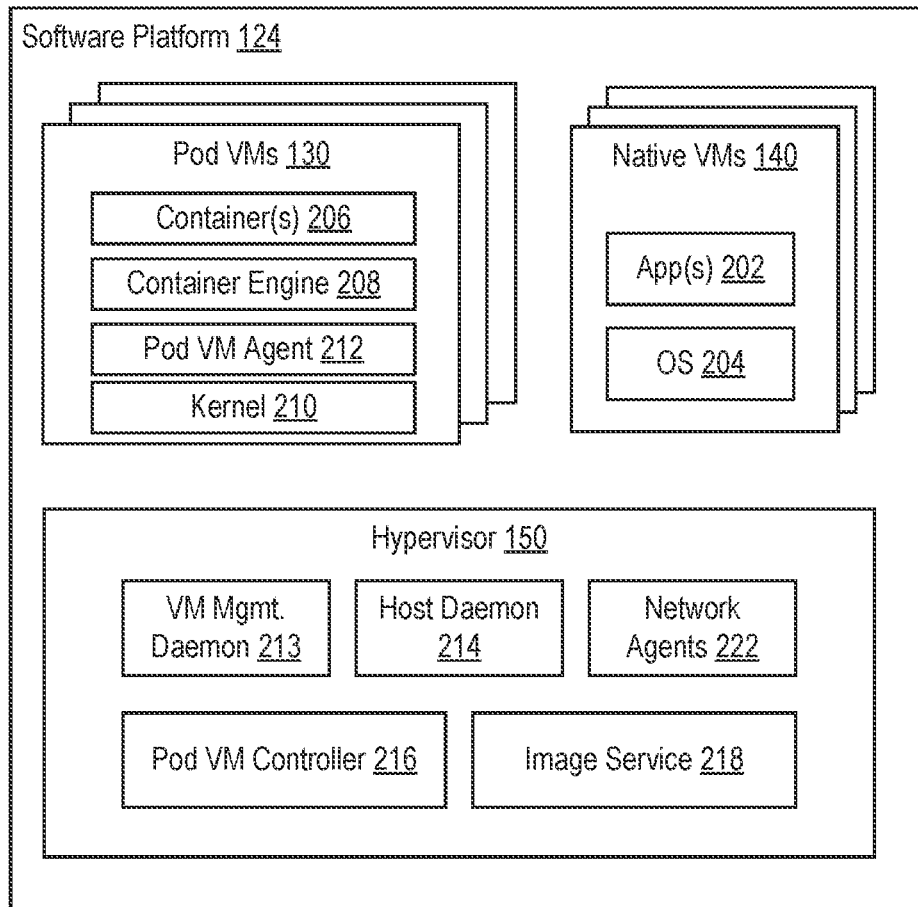 Software Platform 124
Pod VMs 130
Container(s) 206
Container Engine 208
Pod VM Agent 212
Kernel 210
Native VMs 140
App(s) 202
OS 204
Hypervisor 150
VM Mgmt.
Daemon 213
Host Daemon
214
Network
Agents 222
Pod VM Controller 216
Image Service 218